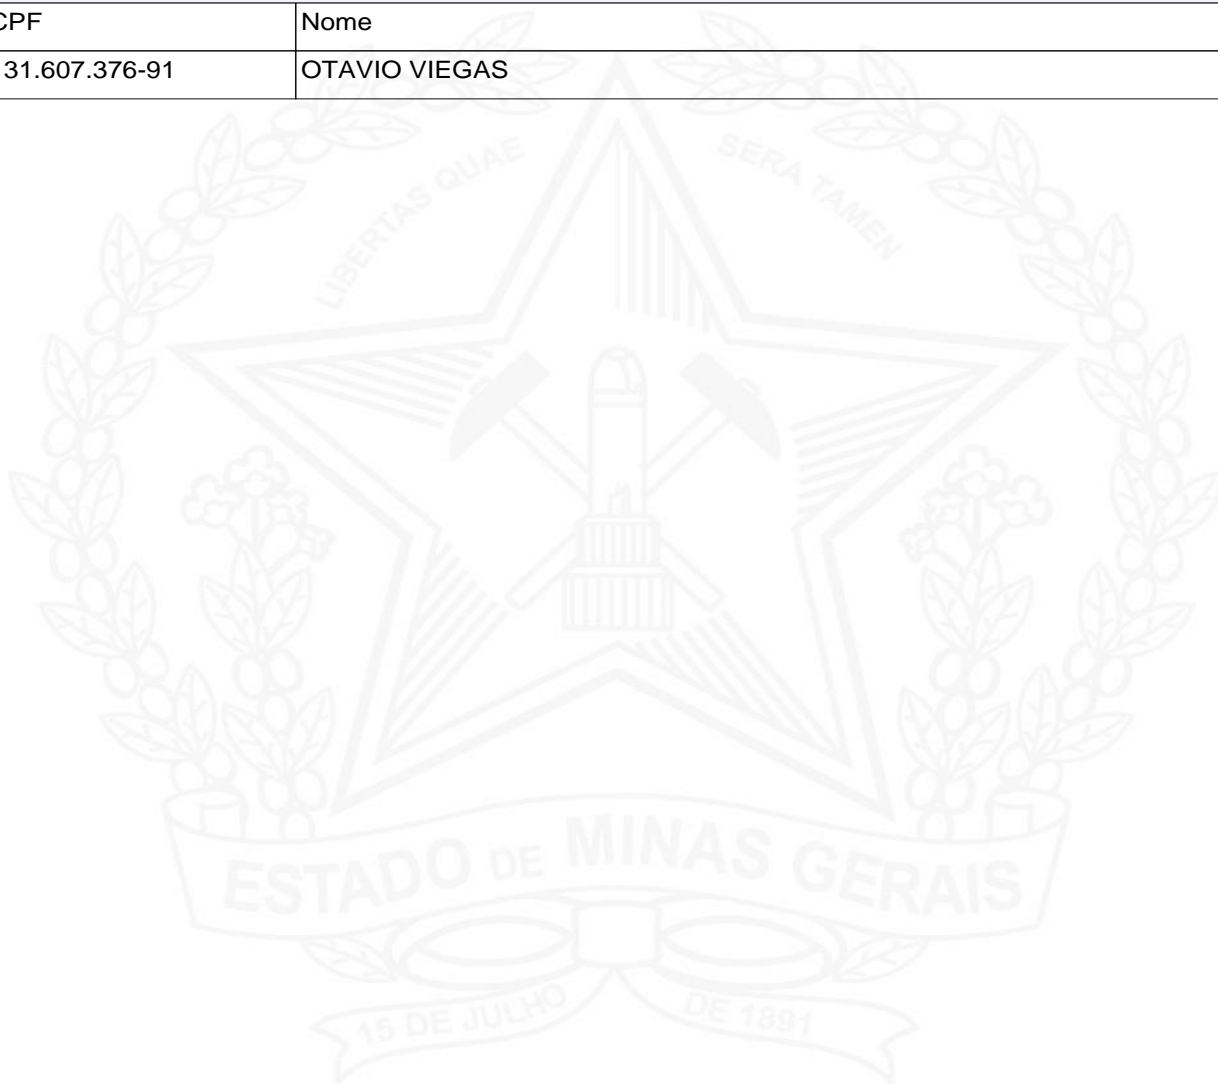 CPF Nome
31.607.376-91 OTAVIO VIEGAS
LIBERTAS QUAE SERA TAMEN
ESTADO DE MINAS GERAIS
15 DE JULHO DE 1891